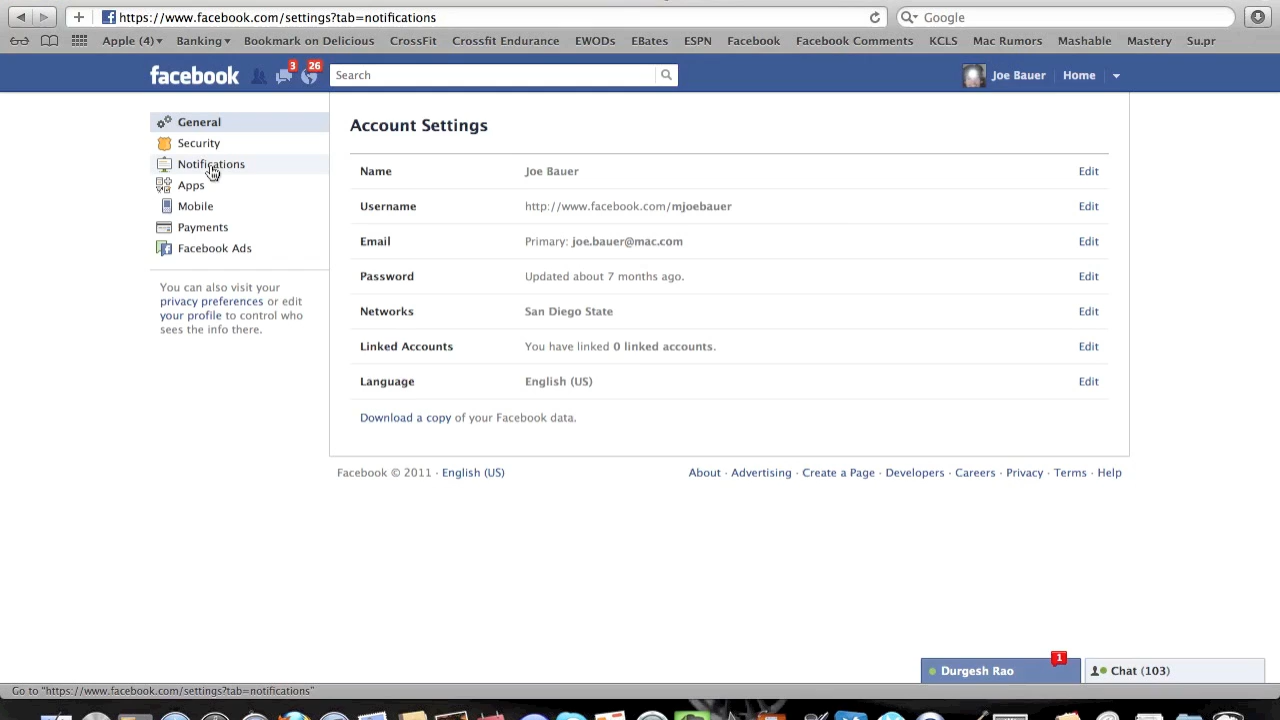 https://www.facebook.com/settings?tab=notifications
Google
Apple (4)▾ Banking▾ Bookmark on Delicious CrossFit Crossfit Endurance EWODs EBates ESPN Facebook Facebook Comments KCLS Mac Rumors Mashable Mastery Su.pr
facebook 3 26 Search Joe Bauer Home
General
Security
Notifications
Apps
Mobile
Payments
Facebook Ads
You can also visit your
privacy preferences or edit
your profile to control who
sees the info there.
Account Settings
Name Joe Bauer Edit
Username http://www.facebook.com/mjoebauer Edit
Email Primary: joe.bauer@mac.com Edit
Password Updated about 7 months ago. Edit
Networks San Diego State Edit
Linked Accounts You have linked 0 linked accounts. Edit
Language English (US) Edit
Download a copy of your Facebook data.
Facebook © 2011 · English (US)
About · Advertising · Create a Page · Developers · Careers · Privacy · Terms · Help
Durgesh Rao 1
Chat (103)
Go to "https://www.facebook.com/settings?tab=notifications"